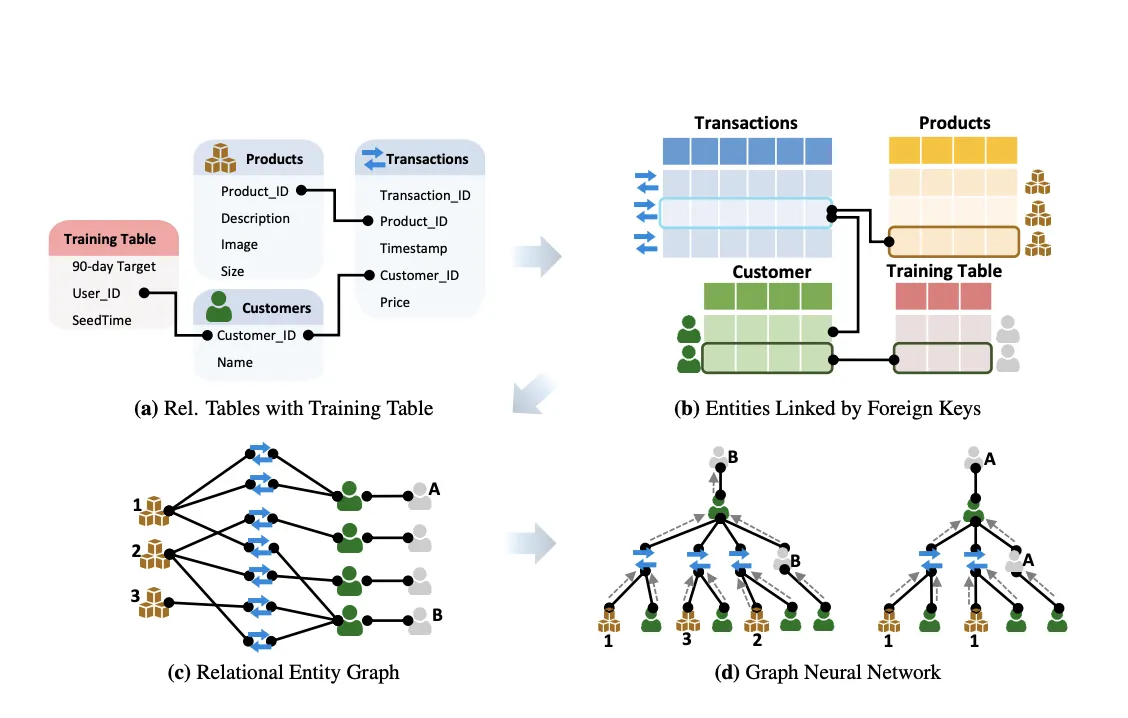 Products
Product_ID
Description
Image
Size
Transactions
Transaction_ID
Product_ID
Timestamp
Customer_ID
Price
Training Table
90-day Target
User_ID
SeedTime
Customers
Customer_ID
Name
(a) Rel. Tables with Training Table
Transactions
Products
Customer
Training Table
(b) Entities Linked by Foreign Keys
1
2
3
A
B
(c) Relational Entity Graph
B
B
1
3
2
A
A
1
1
(d) Graph Neural Network